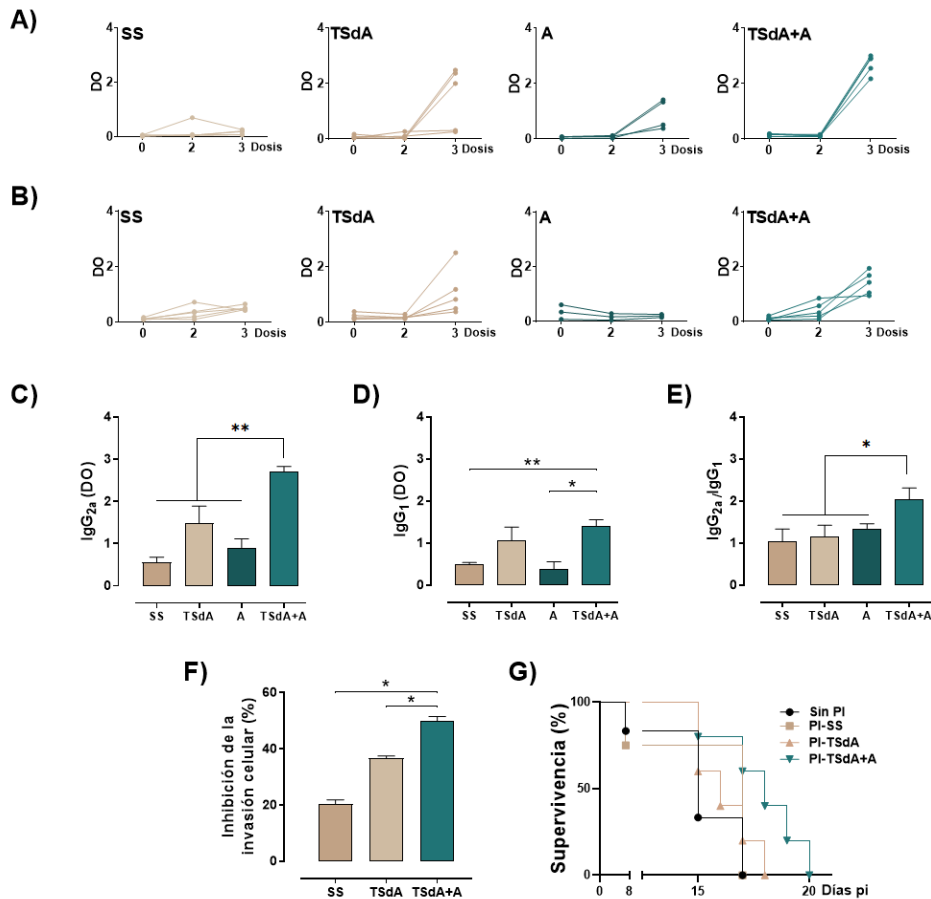 A)
SS
TSdA
A
TSdA+A
4
2
0
DO
0 2 3 Dosis
4
2
0
DO
0 2 3 Dosis
4
2
0
DO
0 2 3 Dosis
4
2
0
DO
0 2 3 Dosis
B)
SS
TSdA
A
TSdA+A
4
2
0
DO
0 2 3 Dosis
4
2
0
DO
0 2 3 Dosis
4
2
0
DO
0 2 3 Dosis
4
2
0
DO
0 2 3 Dosis
C)
IgG2a (DO)
4
3
2
1
0
**
SS TSdA A TSdA+A
D)
IgG1 (DO)
4
3
2
1
0
**
*
SS TSdA A TSdA+A
E)
IgG2a/IgG1
4
3
2
1
0
*
SS TSdA A TSdA+A
F)
Inhibición de la
invasión celular (%)
60
40
20
0
*
*
SS TSdA TSdA+A
G)
Supervivencia (%)
100
50
0
0 8 15 20 Días pi
Sin PI
PI-SS
PI-TSdA
PI-TSdA+A